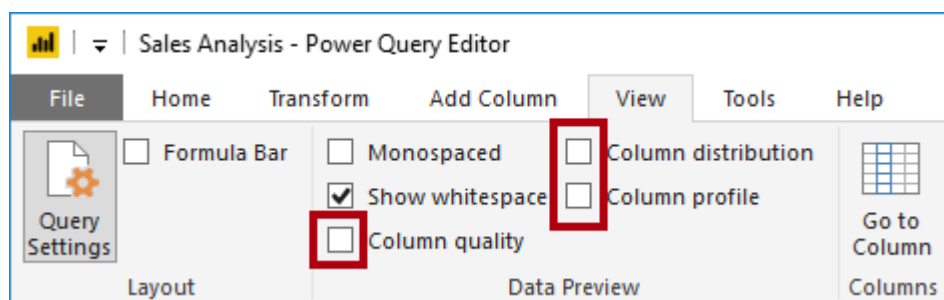 Sales Analysis - Power Query Editor
File Home Transform Add Column View Tools Help
Formula Bar Monospaced Column distribution
Show whitespace Column profile
Query Settings Column quality Go to Column
Layout Data Preview Columns